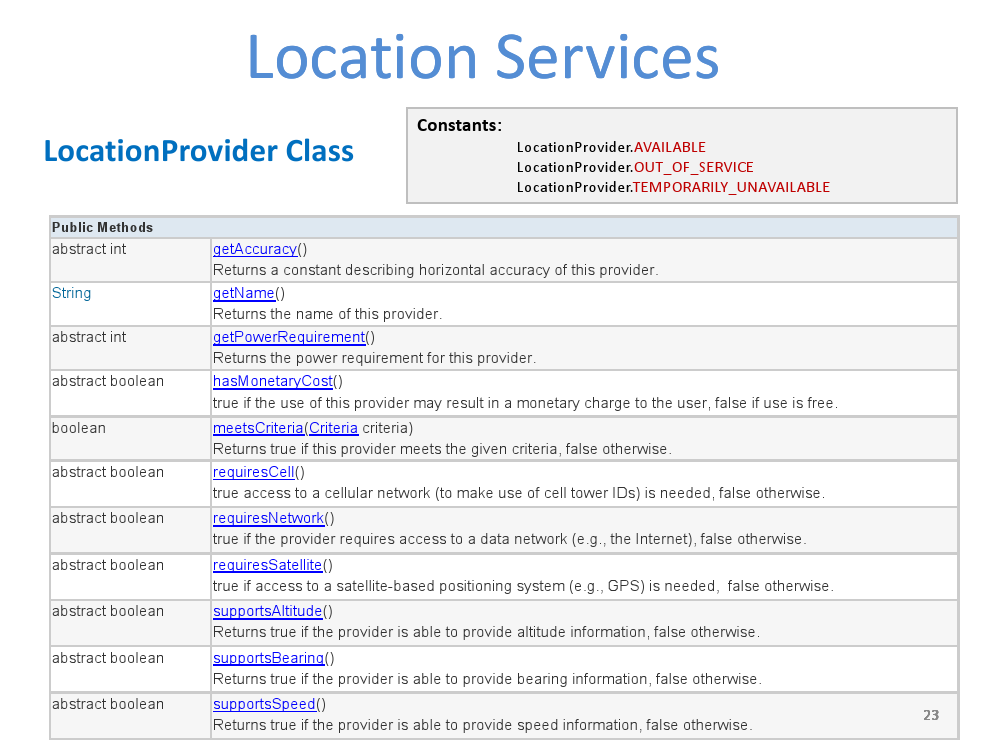 Location Services
LocationProvider Class
Constants:
LocationProvider.AVAILABLE
LocationProvider.OUT_OF_SERVICE
LocationProvider.TEMPORARILY_UNAVAILABLE
Public Methods
abstract int
getAccuracy()
Returns a constant describing horizontal accuracy of this provider.
String
getName()
Returns the name of this provider.
abstract int
getPowerRequirement()
Returns the power requirement for this provider.
abstract boolean
hasMonetaryCost()
true if the use of this provider may result in a monetary charge to the user, false if use is free.
boolean
meetsCriteria(Criteria criteria)
Returns true if this provider meets the given criteria, false otherwise.
abstract boolean
requiresCell()
true access to a cellular network (to make use of cell tower IDs) is needed, false otherwise.
abstract boolean
requiresNetwork()
true if the provider requires access to a data network (e.g., the Internet), false otherwise.
abstract boolean
requiresSatellite()
true if access to a satellite-based positioning system (e.g., GPS) is needed,  false otherwise.
abstract boolean
supportsAltitude()
Returns true if the provider is able to provide altitude information, false otherwise.
abstract boolean
supportsBearing()
Returns true if the provider is able to provide bearing information, false otherwise.
abstract boolean
supportsSpeed()
Returns true if the provider is able to provide speed information, false otherwise.
23